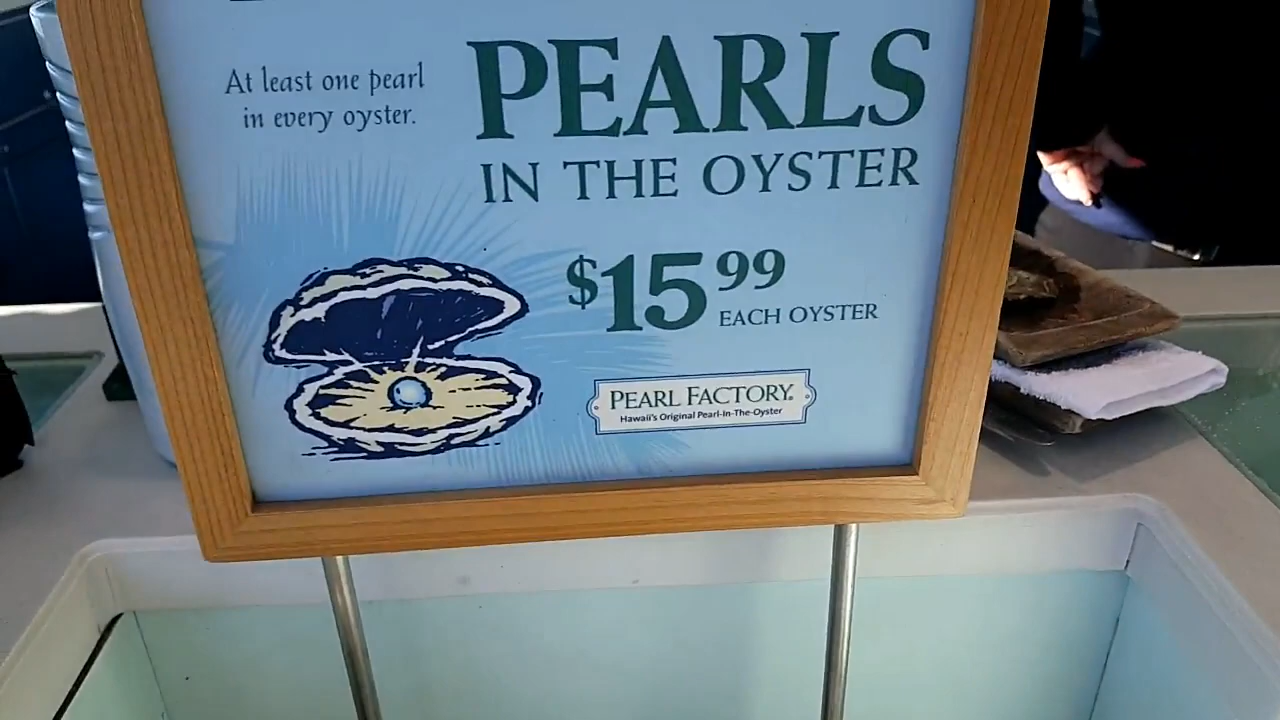 At least one pearl
in every oyster.
PEARLS
IN THE OYSTER
$15.99
EACH OYSTER
PEARL FACTORY®
Hawaii's Original Pearl-In-The-Oyster